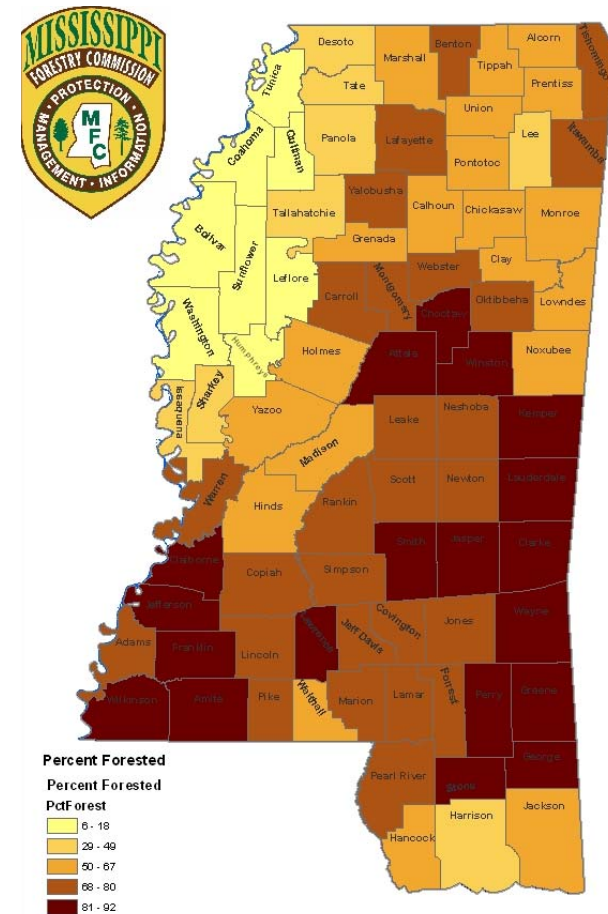 MISSISSIPPI
FORESTRY COMMISSION
PROTECTION
MANAGEMENT · INFORMATION
MFC
Desoto
Marshall
Benton
Tippah
Alcorn
Tishomingo
Tunica
Tate
Prentiss
Union
Coahoma
Quitman
Panola
Lafayette
Lee
Itawamba
Pontotoc
Yalobusha
Calhoun
Chickasaw
Monroe
Tallahatchie
Bolivar
Sunflower
Grenada
Leflore
Webster
Clay
Carroll
Montgomery
Choctaw
Oktibbeha
Lowndes
Washington
Humphreys
Holmes
Attala
Winston
Noxubee
Issaquena
Sharkey
Yazoo
Leake
Neshoba
Kemper
Madison
Warren
Scott
Newton
Lauderdale
Hinds
Rankin
Claiborne
Smith
Jasper
Clarke
Copiah
Simpson
Jefferson
Lawrence
Jeff Davis
Covington
Jones
Wayne
Adams
Franklin
Lincoln
Wilkinson
Amite
Pike
Walthall
Marion
Lamar
Forrest
Perry
Greene
Pearl River
Stone
George
Hancock
Harrison
Jackson
Percent Forested
Percent Forested
PctForest
6 - 18
29 - 49
50 - 67
68 - 80
81 - 92